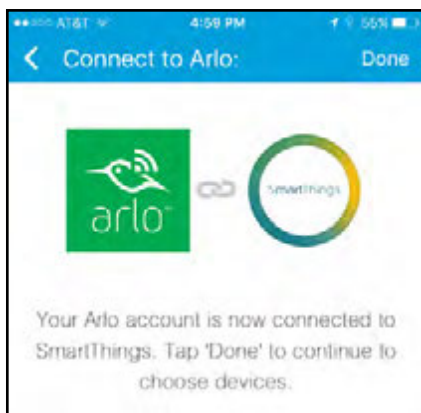 AT&T 4:59 PM 55%
Connect to Arlo: Done
arlo SmartThings
Your Arlo account is now connected to
SmartThings. Tap 'Done' to continue to
choose devices.